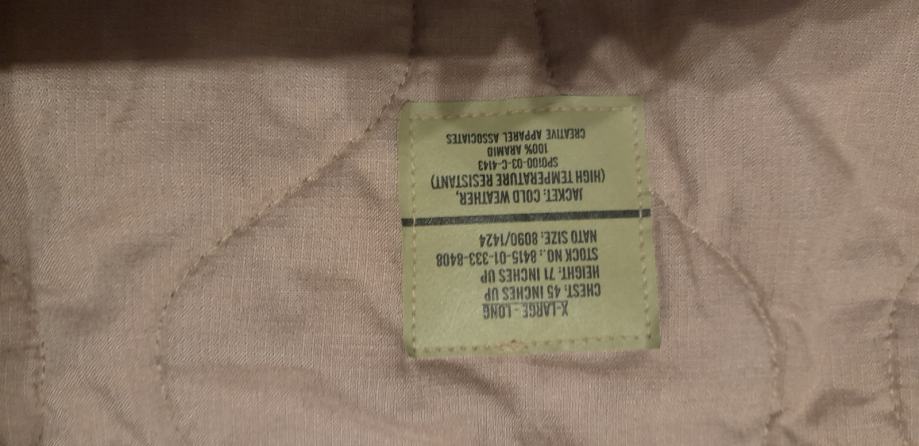 X-LARGE - LONG
CHEST. 45 INCHES UP
HEIGHT. 71 INCHES UP
STOCK NO.. 8415-01-333-8408
NATO SIZE: 8090/1424
JACKET, COLD WEATHER,
(HIGH TEMPERATURE RESISTANT)
SP0100-03-C-4143
100% ARAMID
CREATIVE APPAREL ASSOCIATES